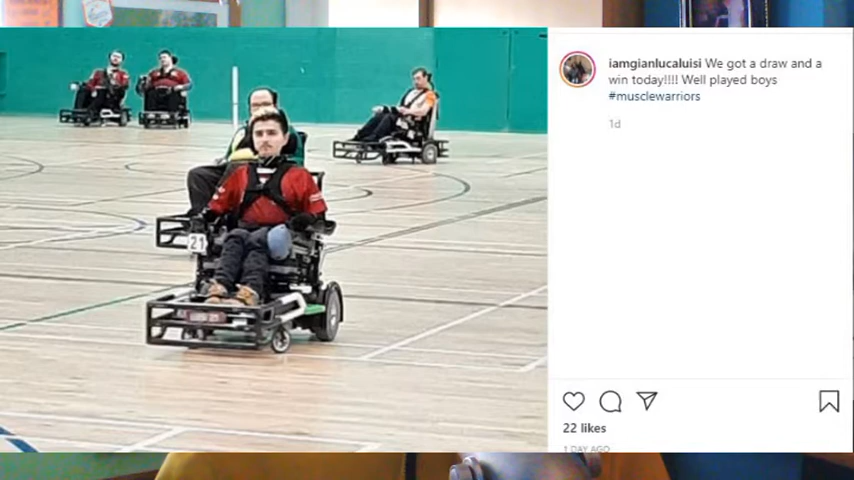 iamgianlucaluisi We got a draw and a
win today!!!! Well played boys
#musclewarriors
1d
21
22 likes
1 DAY AGO